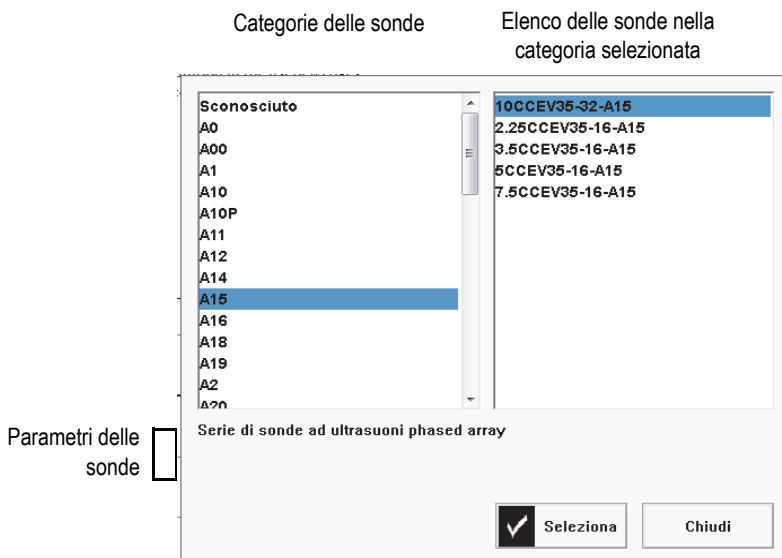 Categorie delle sonde
Elenco delle sonde nella
categoria selezionata
Sconosciuto
A0
A00
A1
A10
A10P
A11
A12
A14
A15
A16
A18
A19
A2
A20
10CCEV35-32-A15
2.25CCEV35-16-A15
3.5CCEV35-16-A15
5CCEV35-16-A15
7.5CCEV35-16-A15
Parametri delle
sonde
Serie di sonde ad ultrasuoni phased array
Seleziona
Chiudi